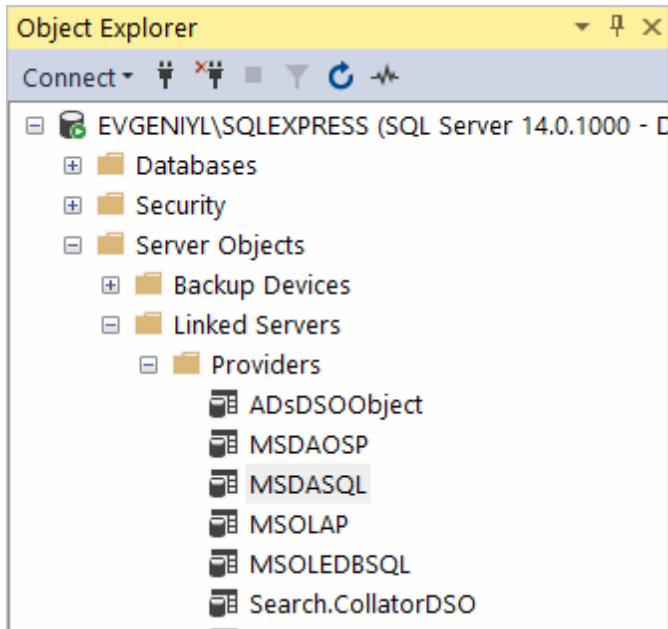 Object Explorer
Connect
EVGENIYL\SQLEXPRESS (SQL Server 14.0.1000 - D
Databases
Security
Server Objects
Backup Devices
Linked Servers
Providers
ADsDSOObject
MSDAOSP
MSDASQL
MSOLAP
MSOLEDBSQL
Search.CollatorDSO